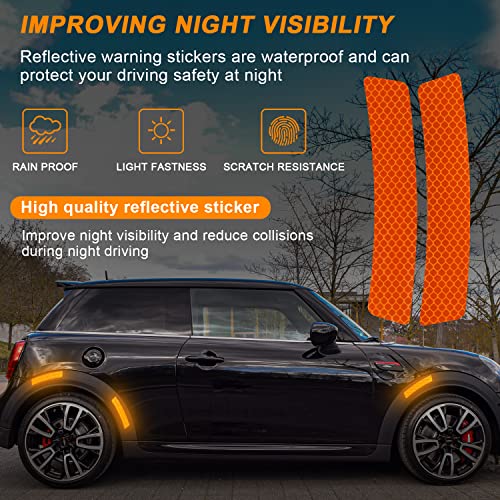 IMPROVING NIGHT VISIBILITY
Reflective warning stickers are waterproof and can
protect your driving safety at night
RAIN PROOF
LIGHT FASTNESS
SCRATCH RESISTANCE
High quality reflective sticker
Improve night visibility and reduce collisions
during night driving